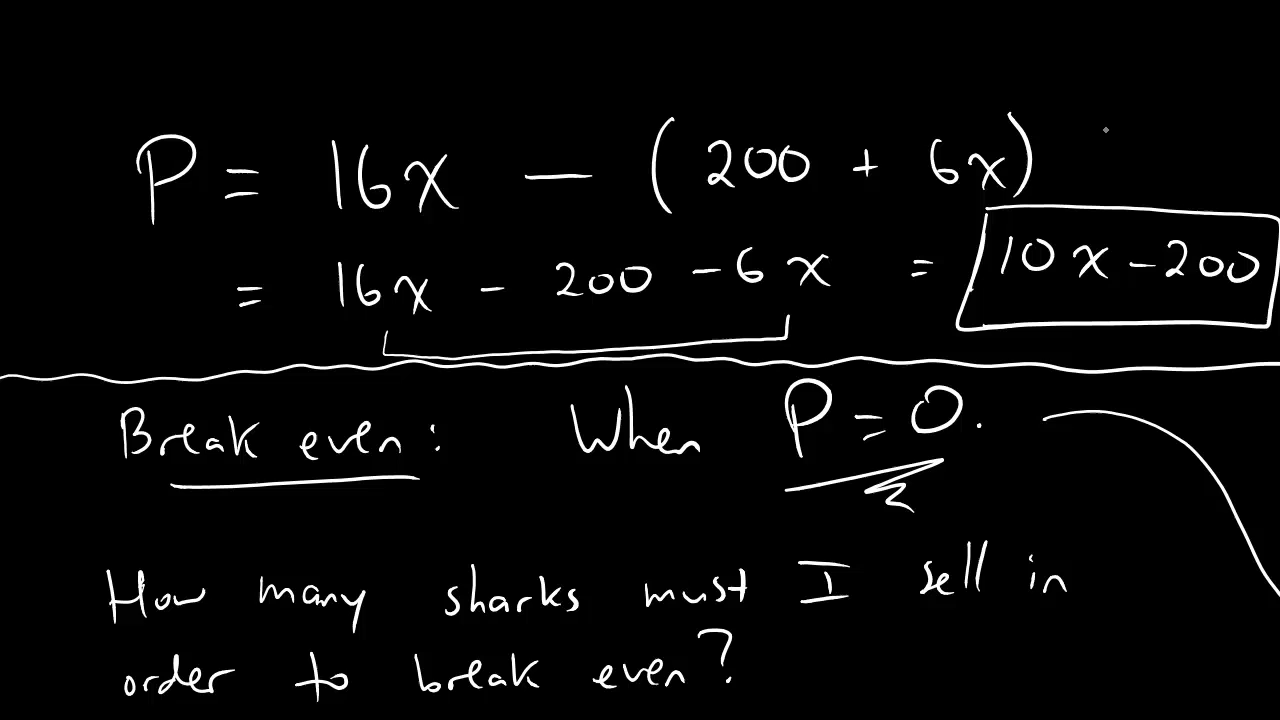 P = 16x - (200 + 6x)
= 16x - 200 - 6x = 10x - 200
Break even: When P = 0.
How many sharks must I sell in
order to break even?